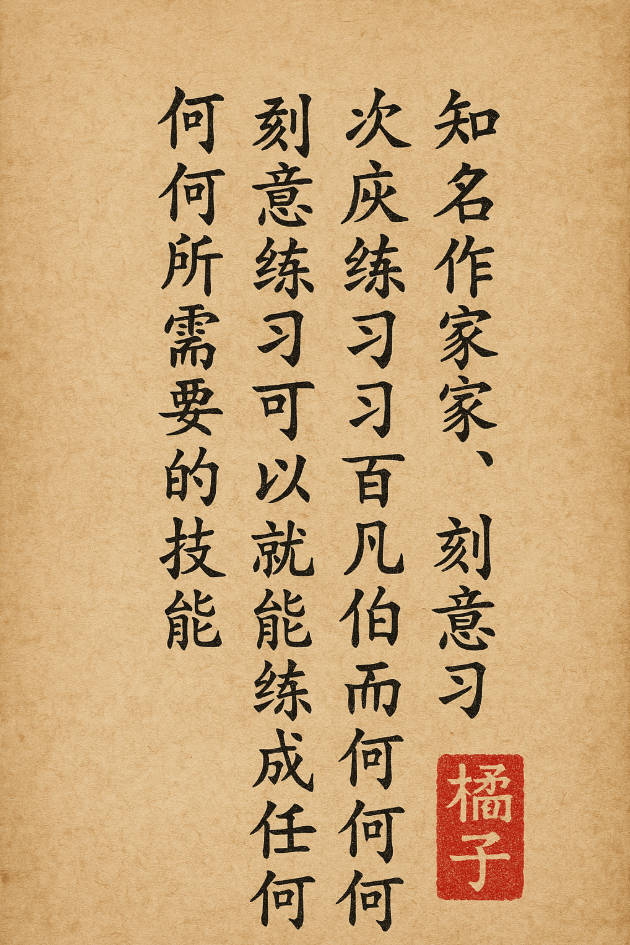 知名作家家、刻意习
次灰练习习百凡伯而何何何
刻意练习可以就能练成任何
何何所需要的技能
橘子